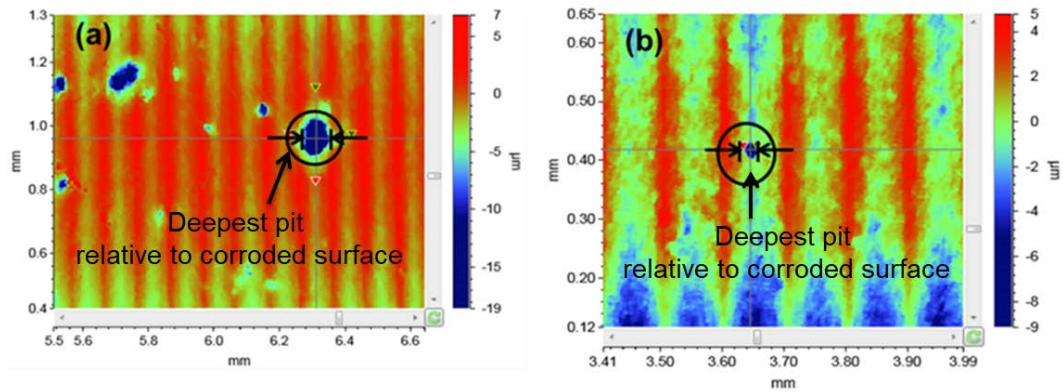 (a)
1.3
1.2
1.0
0.8
0.6
0.4
mm
5.5 5.6 5.8 6.0 6.2 6.4 6.6
mm
7
5
0
-5
-10
-15
-19
µm
Deepest pit
relative to corroded surface
(b)
0.65
0.50
0.40
0.30
0.20
0.12
mm
3.41 3.50 3.60 3.70 3.80 3.90 3.99
mm
5
4
2
0
-2
-4
-6
-8
-9
µm
Deepest pit
relative to corroded surface